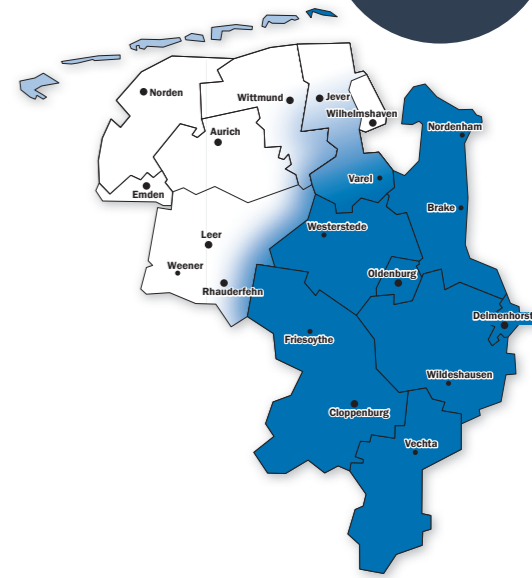 Norden
Wittmund
Jever
Wilhelmshaven
Nordenham
Aurich
Varel
Emden
Brake
Westerstede
Leer
Weener
Oldenburg
Rhauderfehn
Delmenhorst
Friesoythe
Wildeshausen
Cloppenburg
Vechta